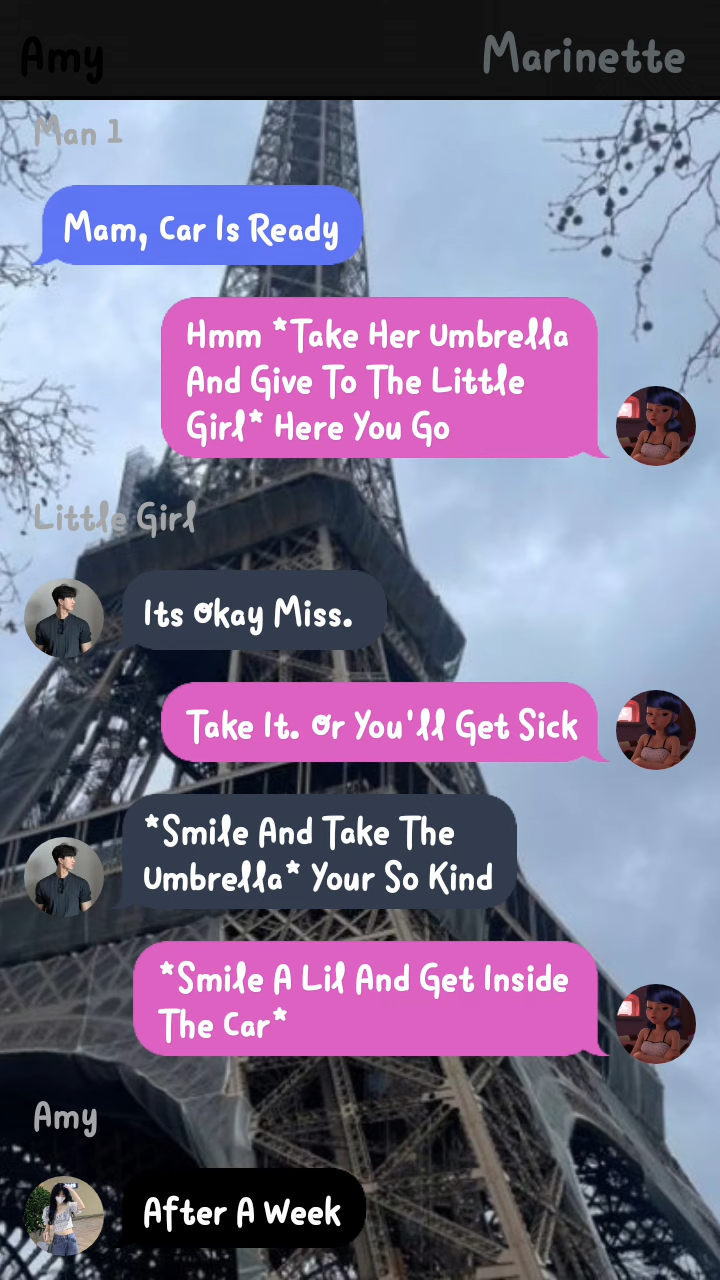 Amy
Marinette
Man 1
Mam, Car Is Ready
Hmm *Take Her Umbrella
And Give To The Little
Girl* Here You Go
Little Girl
Its Okay Miss.
Take It. Or You'll Get Sick
*Smile And Take The
Umbrella* Your So Kind
*Smile A Lil And Get Inside
The Car*
Amy
After A Week